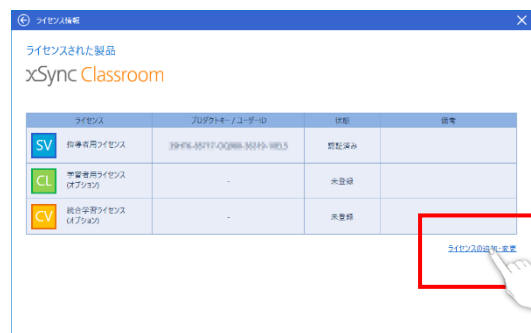 ライセンス情報
ライセンスされた製品
xSync Classroom
ライセンス プロダクトキー / ユーザーID 状態 備考
SV 指導者用ライセンス 認証済み
CL 学習者用ライセンス (オプション) - 未登録
CV 統合学習ライセンス (オプション) - 未登録
ライセンスの追加・変更